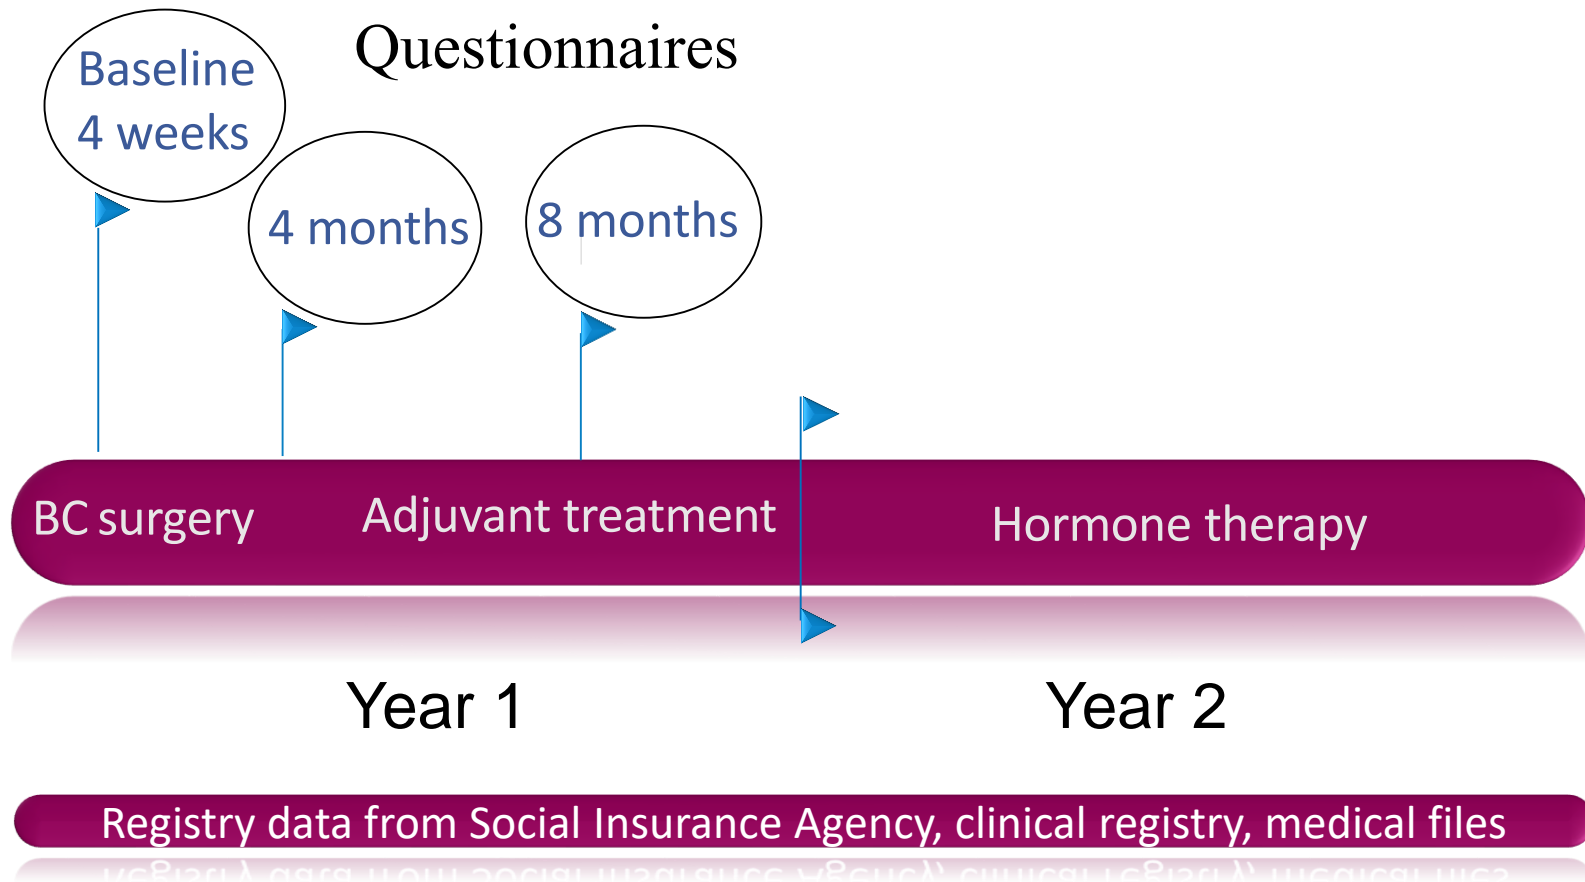 Questionnaires
Baseline
4 weeks
4 months
8 months
BC surgery
Adjuvant treatment
Hormone therapy
Year 1
Year 2
Registry data from Social Insurance Agency, clinical registry, medical files